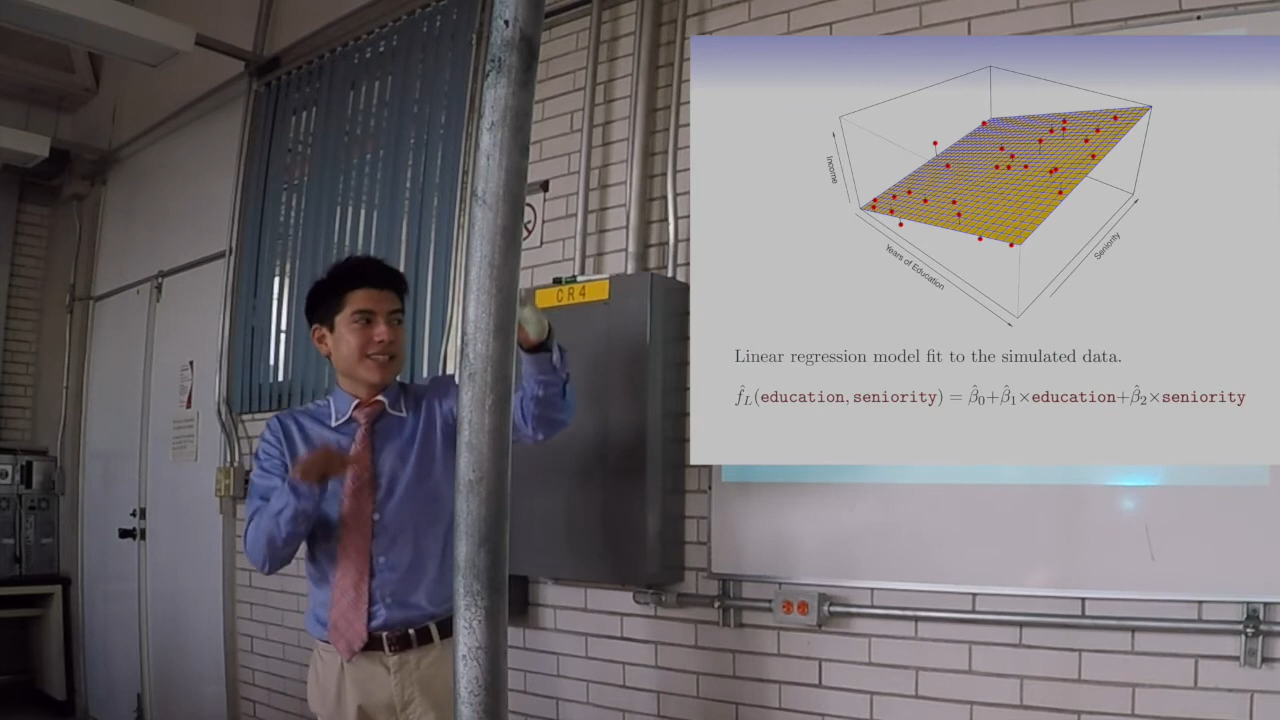 CR4
Income
Years of Education
Seniority
Linear regression model fit to the simulated data.
f̂_L(education, seniority) = β̂₀+β̂₁×education+β̂₂×seniority